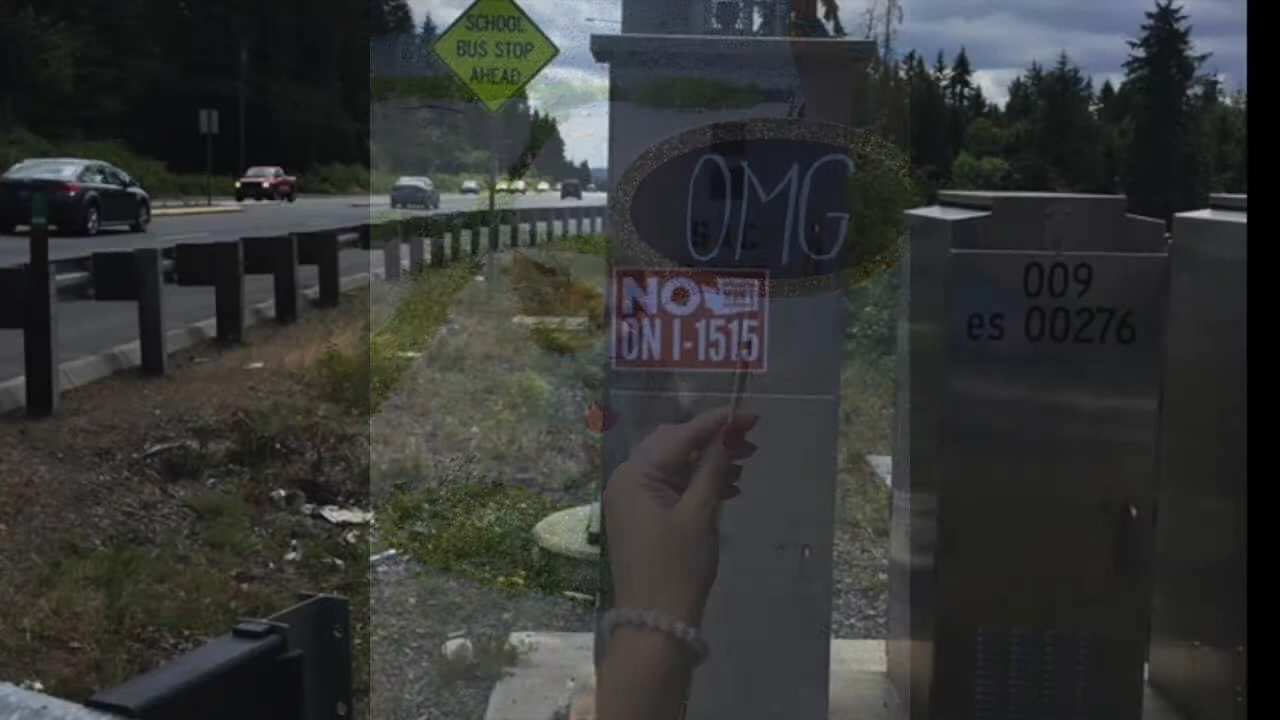 SCHOOL
BUS STOP
AHEAD
OMG
NO
ON I-1515
009
es 00276